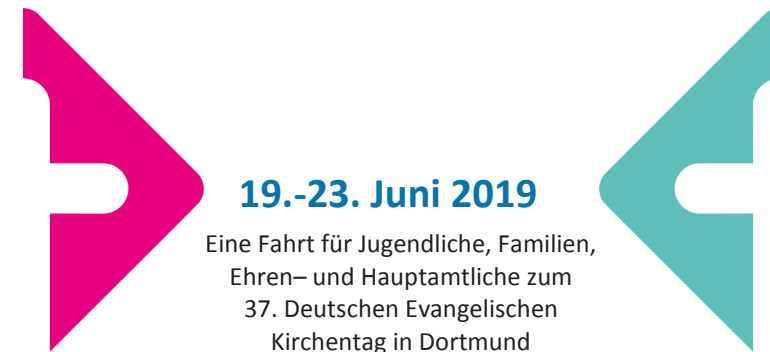 19.-23. Juni 2019
Eine Fahrt für Jugendliche, Familien,
Ehren– und Hauptamtliche zum
37. Deutschen Evangelischen
Kirchentag in Dortmund